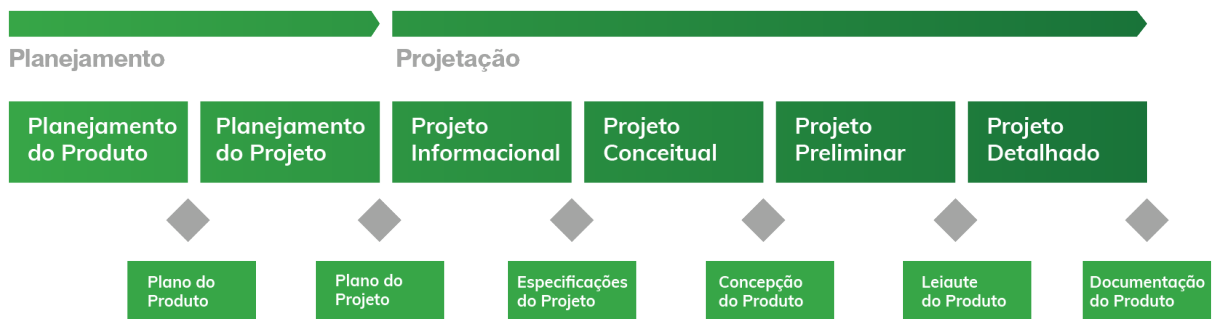 Planejamento
Projetação
Planejamento
do Produto
Planejamento
do Projeto
Projeto
Informacional
Projeto
Conceitual
Projeto
Preliminar
Projeto
Detalhado
Plano do
Produto
Plano do
Projeto
Especificações
do Projeto
Concepção
do Produto
Leiaute
do Produto
Documentação
do Produto